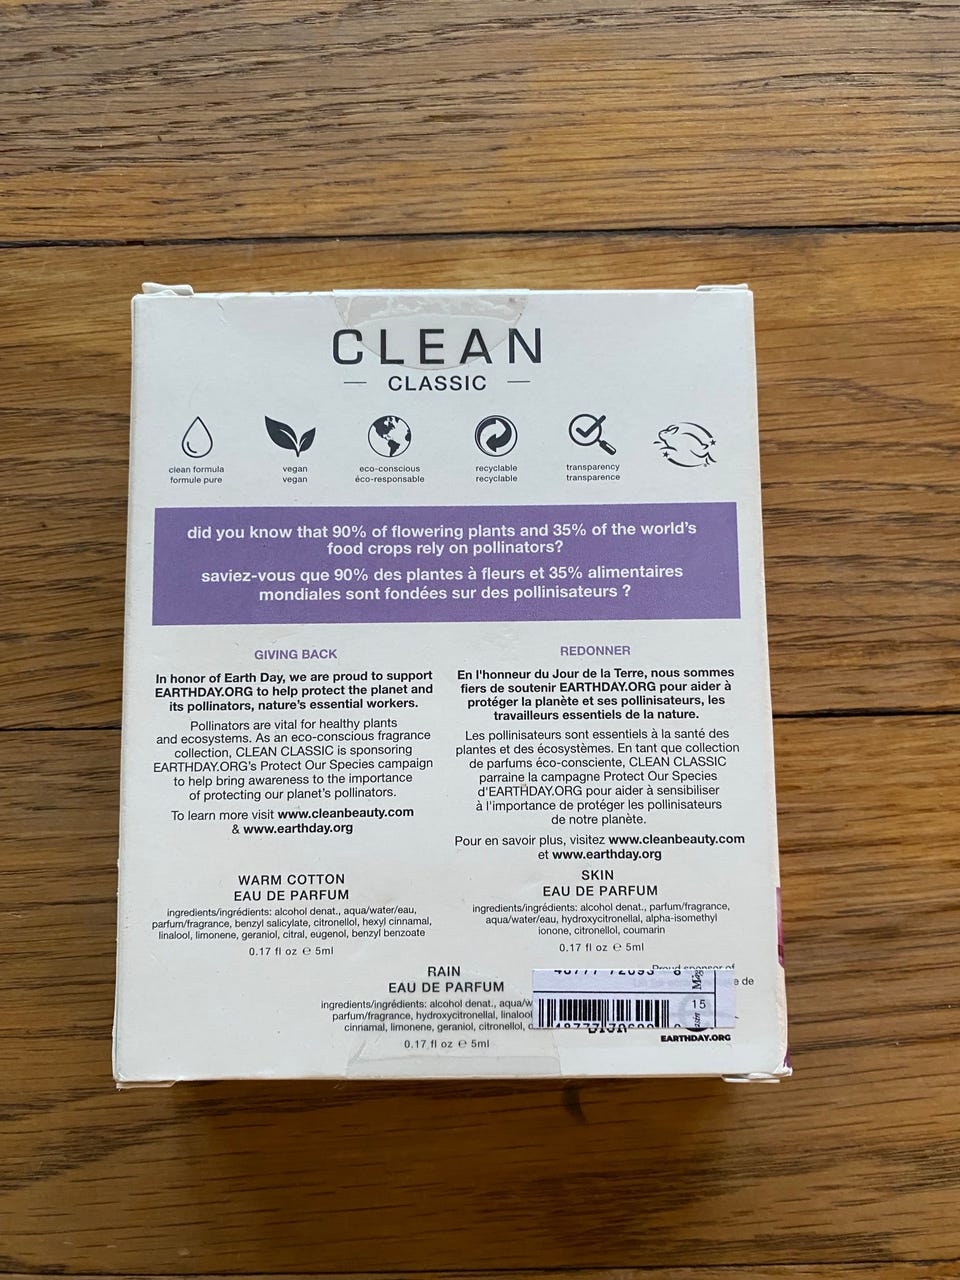 CLEAN
CLASSIC
clean formula
formule pure
vegan
vegan
eco-conscious
éco-responsable
recyclable
recyclable
transparency
transparence
did you know that 90% of flowering plants and 35% of the world's
food crops rely on pollinators?
saviez-vous que 90% des plantes à fleurs et 35% alimentaires
mondiales sont fondées sur des pollinisateurs ?
GIVING BACK
In honor of Earth Day, we are proud to support
EARTHDAY.ORG to help protect the planet and
its pollinators, nature's essential workers.
Pollinators are vital for healthy plants
and ecosystems. As an eco-conscious fragrance
collection, CLEAN CLASSIC is sponsoring
EARTHDAY.ORG's Protect Our Species campaign
to help bring awareness to the importance
of protecting our planet's pollinators.
To learn more visit www.cleanbeauty.com
& www.earthday.org
REDONNER
En l'honneur du Jour de la Terre, nous sommes
fiers de soutenir EARTHDAY.ORG pour aider à
protéger la planète et ses pollinisateurs, les
travailleurs essentiels de la nature.
Les pollinisateurs sont essentiels à la santé des
plantes et des écosystèmes. En tant que collection
de parfums éco-consciente, CLEAN CLASSIC
parraine la campagne Protect Our Species
d'EARTHDAY.ORG pour aider à sensibiliser
à l'importance de protéger les pollinisateurs
de notre planète.
Pour en savoir plus, visitez www.cleanbeauty.com
et www.earthday.org
WARM COTTON
EAU DE PARFUM
ingredients/ingrédients: alcohol denat., aqua/water/eau,
parfum/fragrance, benzyl salicylate, citronellol, hexyl cinnamal,
linalool, limonene, geraniol, citral, eugenol, benzyl benzoate
0.17 fl oz ℮ 5ml
SKIN
EAU DE PARFUM
ingredients/ingrédients: alcohol denat., parfum/fragrance,
aqua/water/eau, hydroxycitronellal, alpha-isomethyl
ionone, citronellol, coumarin
0.17 fl oz ℮ 5ml
RAIN
EAU DE PARFUM
ingredients/ingrédients: alcohol denat., aqua/w
parfum/fragrance, hydroxycitronellal, linalool
cinnamal, limonene, geraniol, citronellol, c
0.17 fl oz ℮ 5ml
Proud sponsor of
de
15
EARTHDAY.ORG